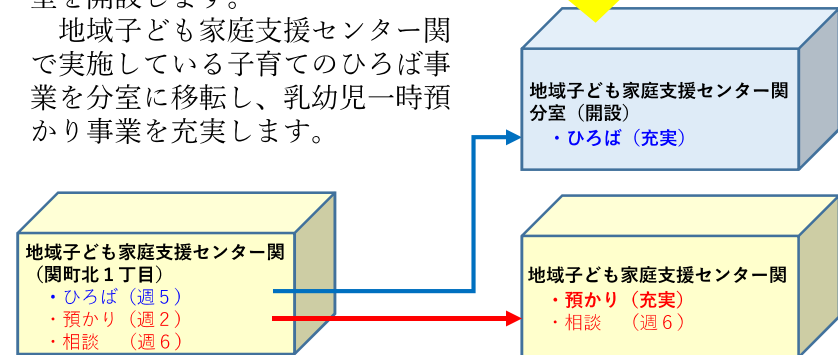 室を開設します。
地域子ども家庭支援センター関
で実施している子育てのひろば事
業を分室に移転し、乳幼児一時預
かり事業を充実します。
地域子ども家庭支援センター関
分室（開設）
・ひろば（充実）
地域子ども家庭支援センター関
（関町北１丁目）
・ひろば（週５）
・預かり（週２）
・相談　（週６）
地域子ども家庭支援センター関
・預かり（充実）
・相談　（週６）